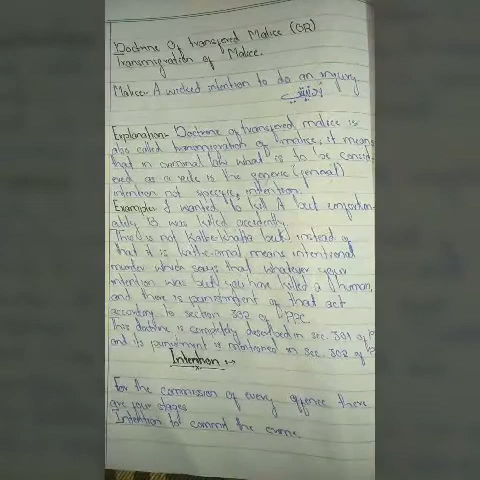 Doctrine Of transfered Malice (OR)
Transmigration of Malice.
Malice:- A wicked intention to do an injury
Explanation:- Doctrine of transfered malice is
also called transmigration of malice, it means
that in criminal law what is to be consid-
ered as a rule is the generic (general)
intention not specific intention.
Example:- I wanted to kill A but unfortun-
ately B was killed accidently.
This is not Katl-e-khata but instead of
that it is katl-e-amd means intentional
murder which says that whatever your
intention was but you have killed a human
and there is punishment of that act
according to section 302 of PPC.
This doctrine is completely described in sec. 301 of P
and its punishment is mentioned in sec. 302 of P
Intention :-
For the commission of every offence there
are four stages
Intention to commit the crime.